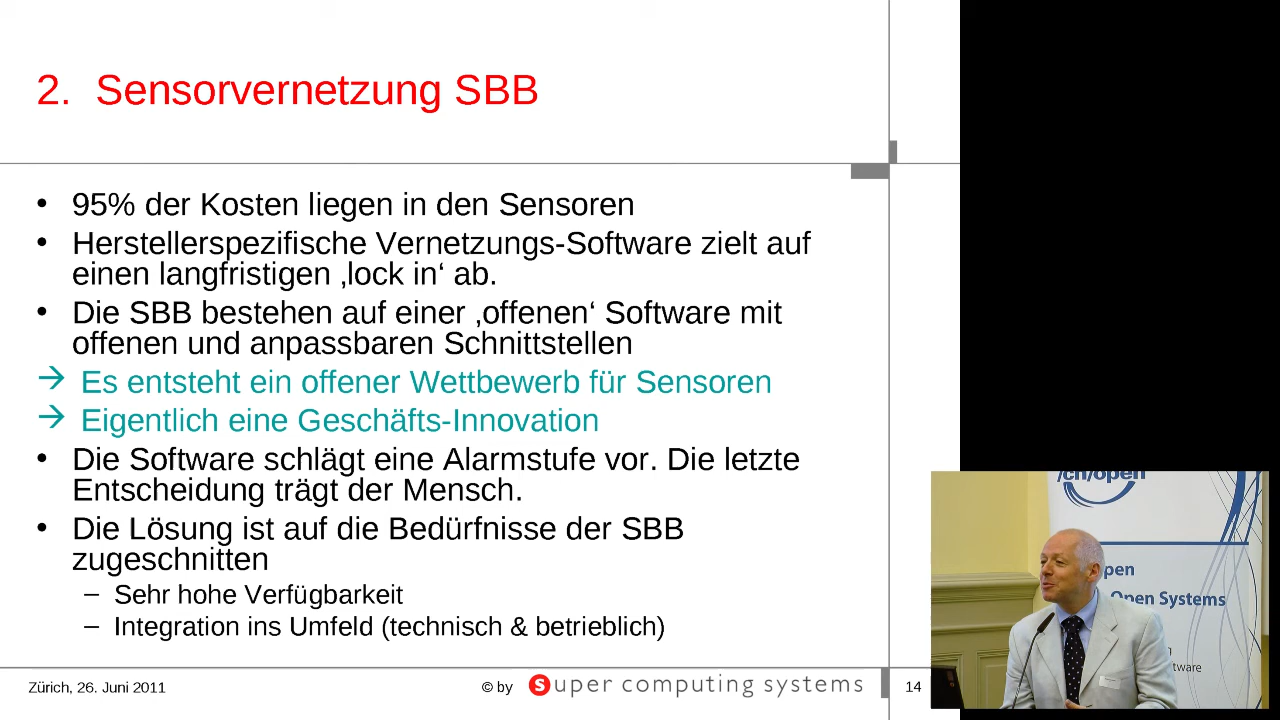 2. Sensorvernetzung SBB
• 95% der Kosten liegen in den Sensoren
• Herstellerspezifische Vernetzungs-Software zielt auf
einen langfristigen ‚lock in‘ ab.
• Die SBB bestehen auf einer ‚offenen‘ Software mit
offenen und anpassbaren Schnittstellen
→ Es entsteht ein offener Wettbewerb für Sensoren
→ Eigentlich eine Geschäfts-Innovation
• Die Software schlägt eine Alarmstufe vor. Die letzte
Entscheidung trägt der Mensch.
• Die Lösung ist auf die Bedürfnisse der SBB
zugeschnitten
– Sehr hohe Verfügbarkeit
– Integration ins Umfeld (technisch & betrieblich)
Zürich, 26. Juni 2011
© by Super computing systems
14
/ch/open
Open Systems